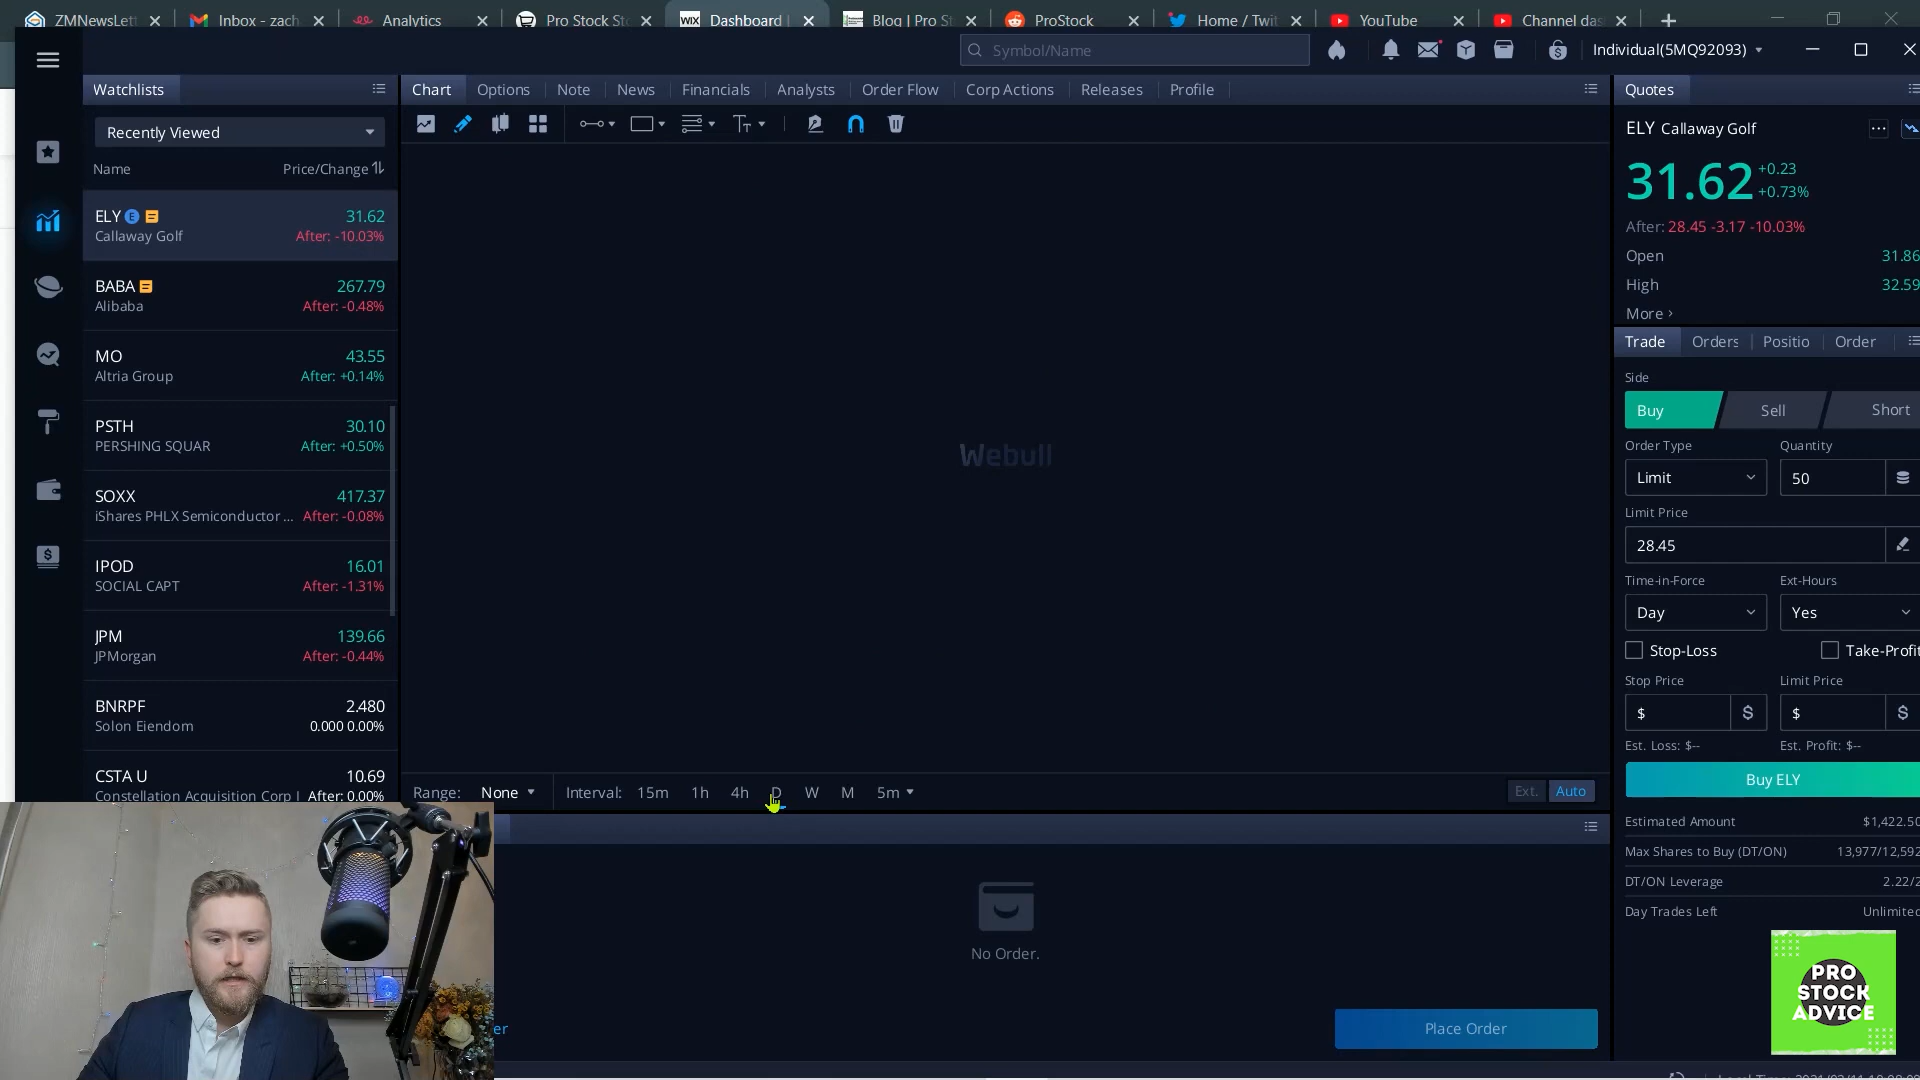 ZMNewsLett
Inbox - zach
Analytics
Pro Stock St
WIX Dashboard |
Blog | Pro St
ProStock
Home / Twit
YouTube
Channel das
Symbol/Name
Individual(5MQ92093)
Watchlists
Recently Viewed
Name Price/Change
ELY E 31.62
Callaway Golf After: -10.03%
BABA 267.79
Alibaba After: -0.48%
MO 43.55
Altria Group After: +0.14%
PSTH 30.10
PERSHING SQUAR After: +0.50%
SOXX 417.37
iShares PHLX Semiconductor ... After: -0.08%
IPOD 16.01
SOCIAL CAPT After: -1.31%
JPM 139.66
JPMorgan After: -0.44%
BNRPF 2.480
Solon Eiendom 0.000 0.00%
CSTA U 10.69
Constellation Acquisition Corp I After: 0.00%
Chart Options Note News Financials Analysts Order Flow Corp Actions Releases Profile
Tт
Webull
Range: None Interval: 15m 1h 4h D W M 5m Ext. Auto
No Order.
er
Place Order
Quotes
ELY Callaway Golf
31.62 +0.23
+0.73%
After: 28.45 -3.17 -10.03%
Open 31.86
High 32.59
More ›
Trade Orders Positio Order
Side
Buy Sell Short
Order Type Quantity
Limit 50
Limit Price
28.45
Time-in-Force Ext-Hours
Day Yes
Stop-Loss Take-Profit
Stop Price Limit Price
$ $ $ $
Est. Loss: $-- Est. Profit: $--
Buy ELY
Estimated Amount $1,422.50
Max Shares to Buy (DT/ON) 13,977/12,592
DT/ON Leverage 2.22/2
Day Trades Left Unlimited
PRO
STOCK
ADVICE